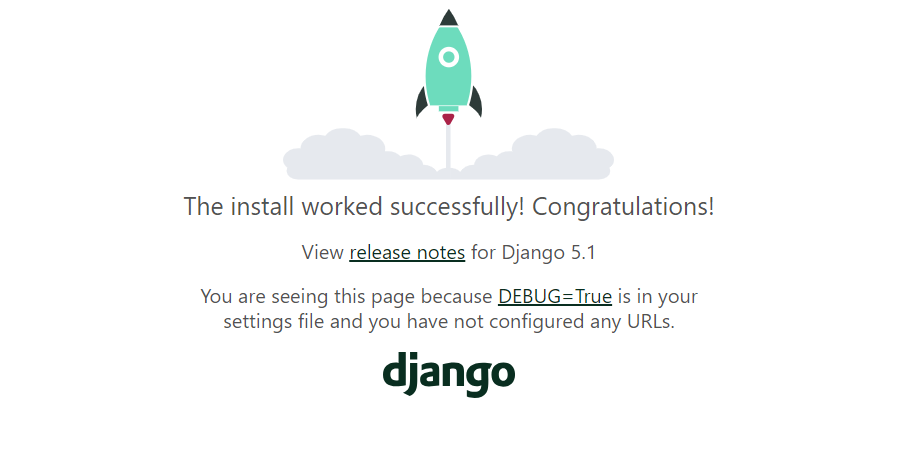 The install worked successfully! Congratulations!
View release notes for Django 5.1
You are seeing this page because DEBUG=True is in your
settings file and you have not configured any URLs.
django